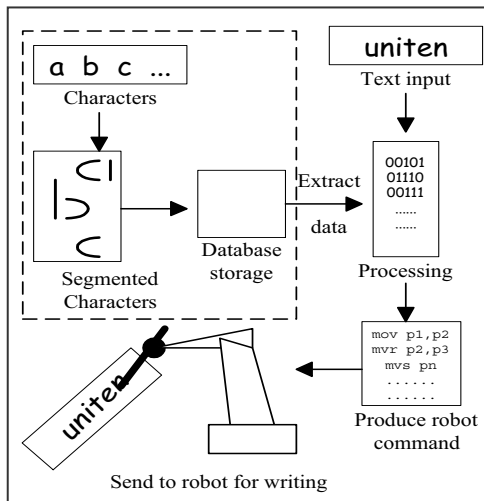 a b c ...
Characters
Segmented
Characters
Database
storage
Extract
data
uniten
Text input
00101
01110
00111
......
......
Processing
mov p1,p2
mvr p2,p3
mvs pn
......
......
Produce robot
command
uniten
Send to robot for writing